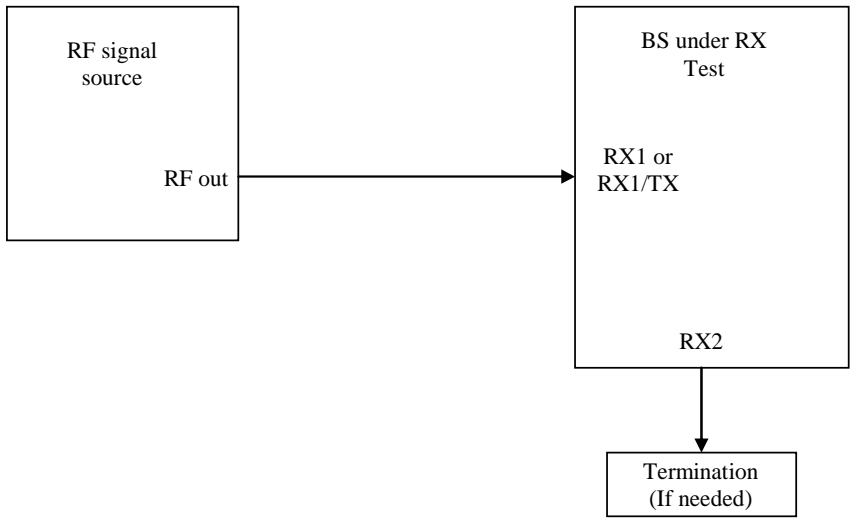 RF signal
source
RF out
BS under RX
Test
RX1 or
RX1/TX
RX2
Termination
(If needed)